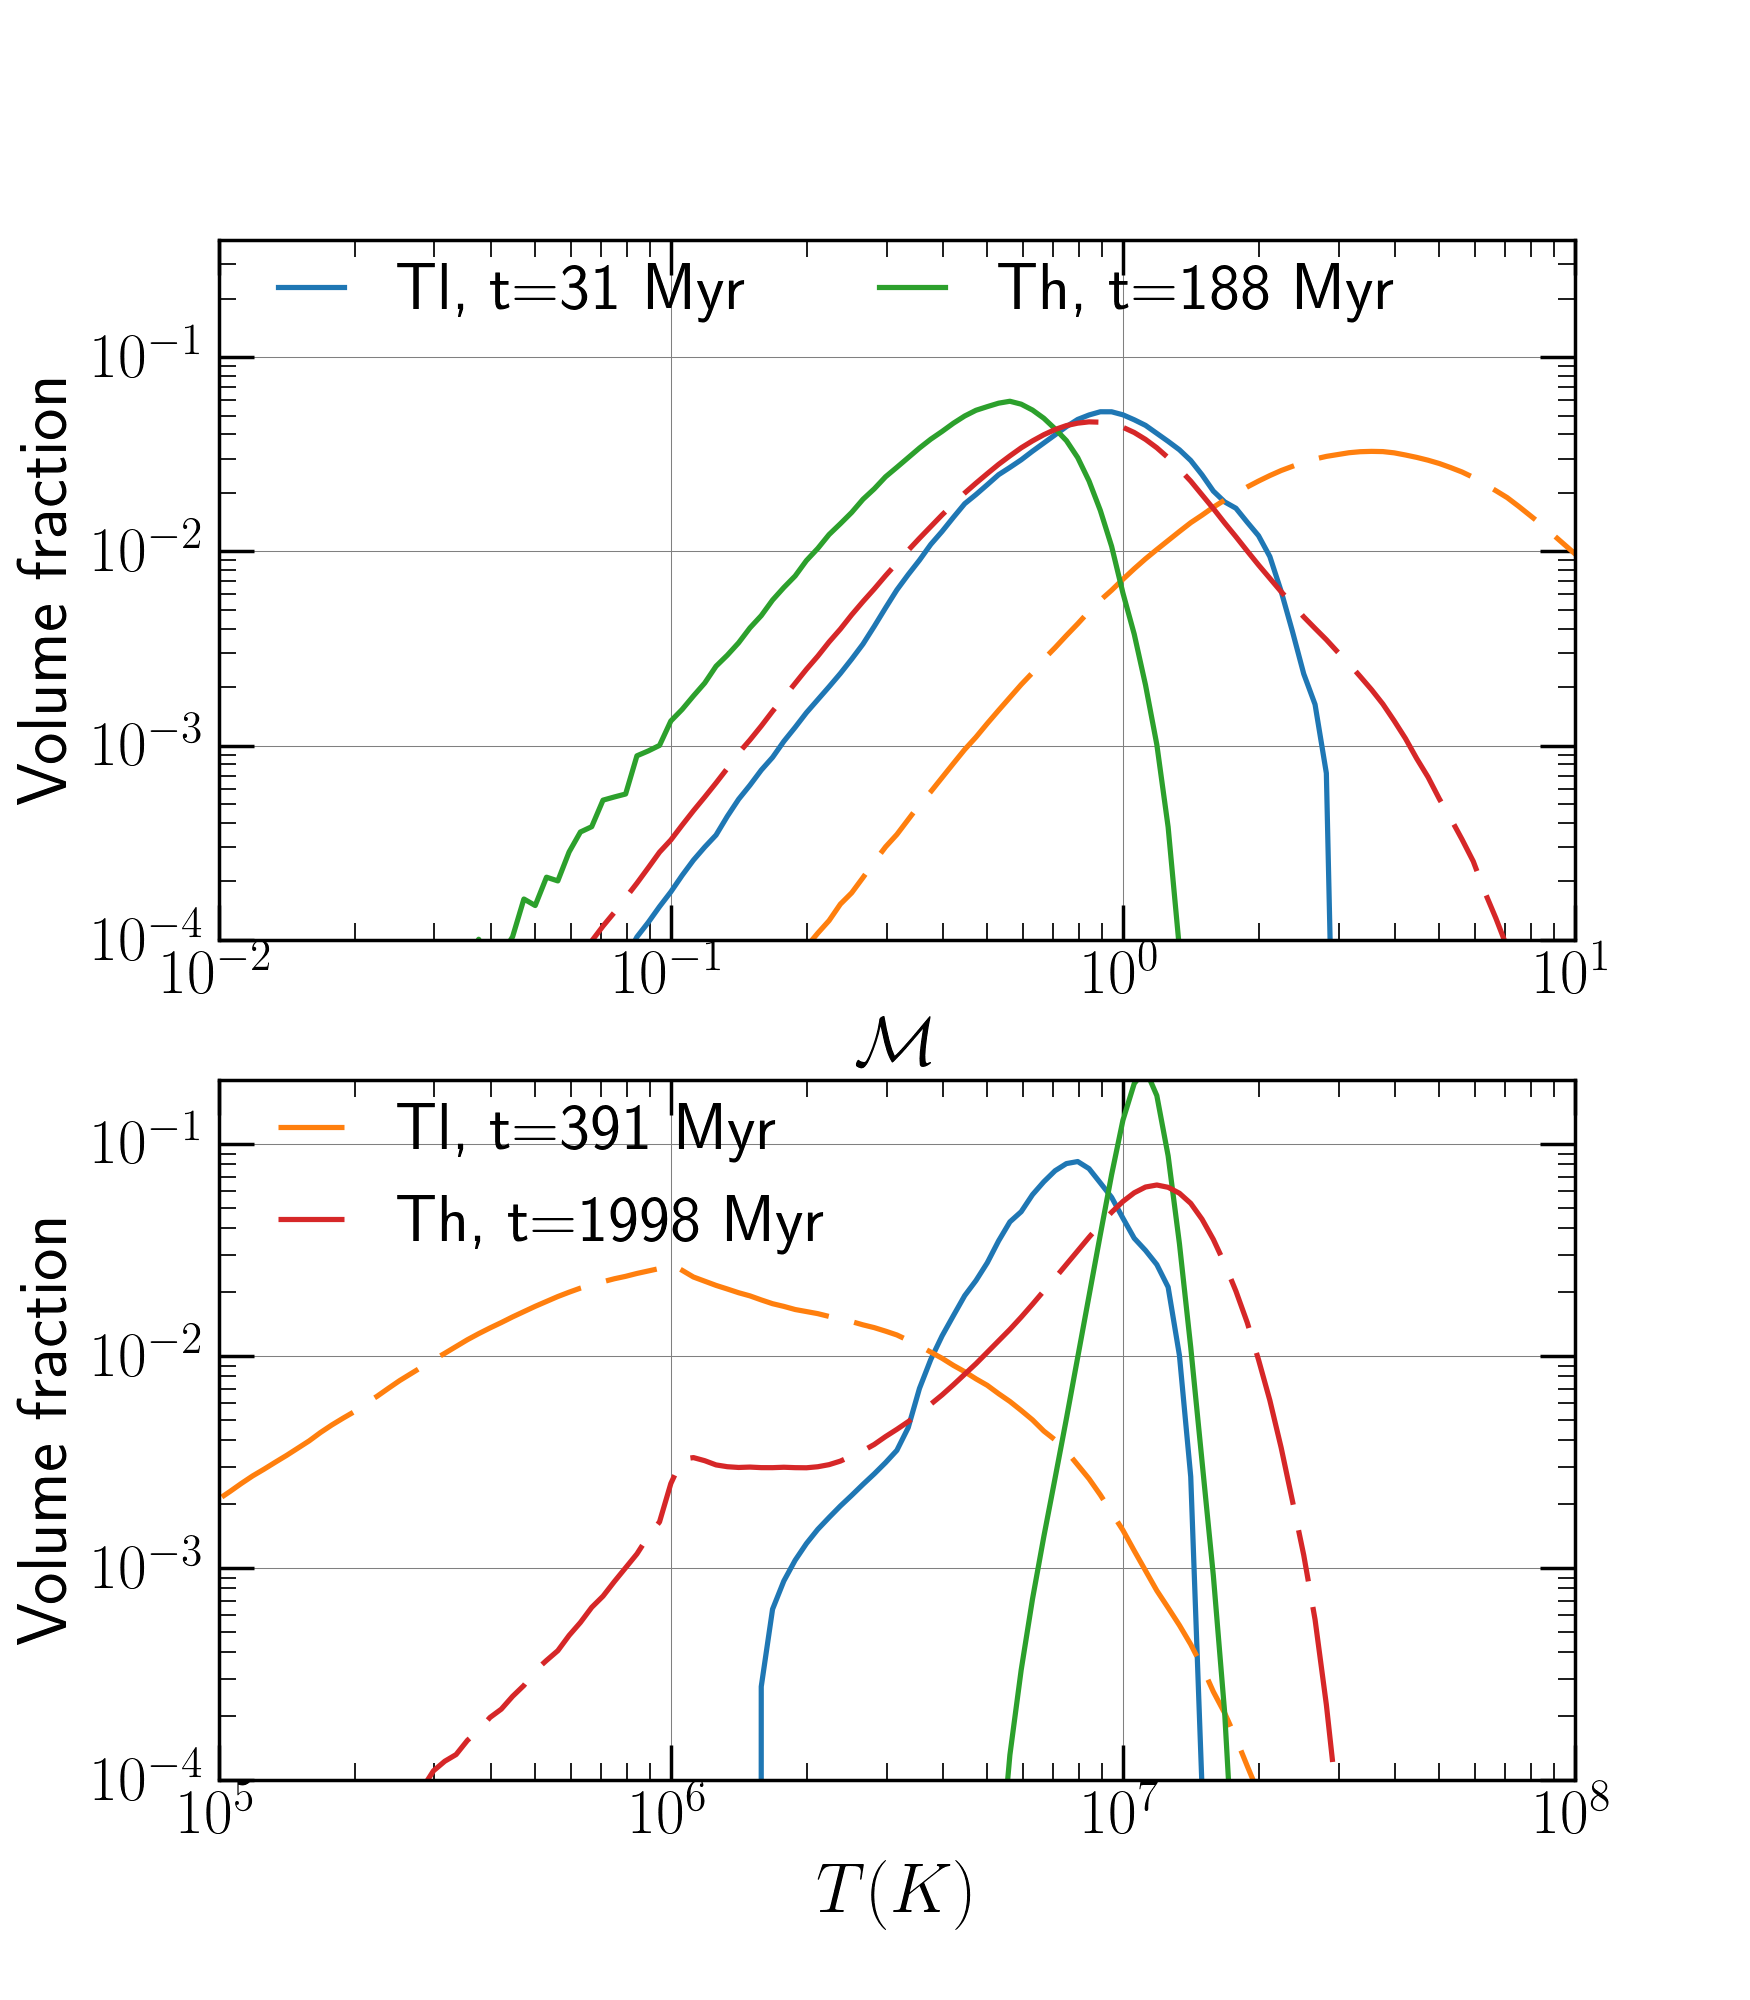 Tl, t=31 Myr Th, t=188 Myr
10⁻¹
10⁻²
10⁻³
10⁻⁴
Volume fraction
10⁻² 10⁻¹ 10⁰ 10¹
ℳ
Tl, t=391 Myr
Th, t=1998 Myr
10⁻¹
10⁻²
10⁻³
10⁻⁴
Volume fraction
10⁵ 10⁶ 10⁷ 10⁸
T(K)